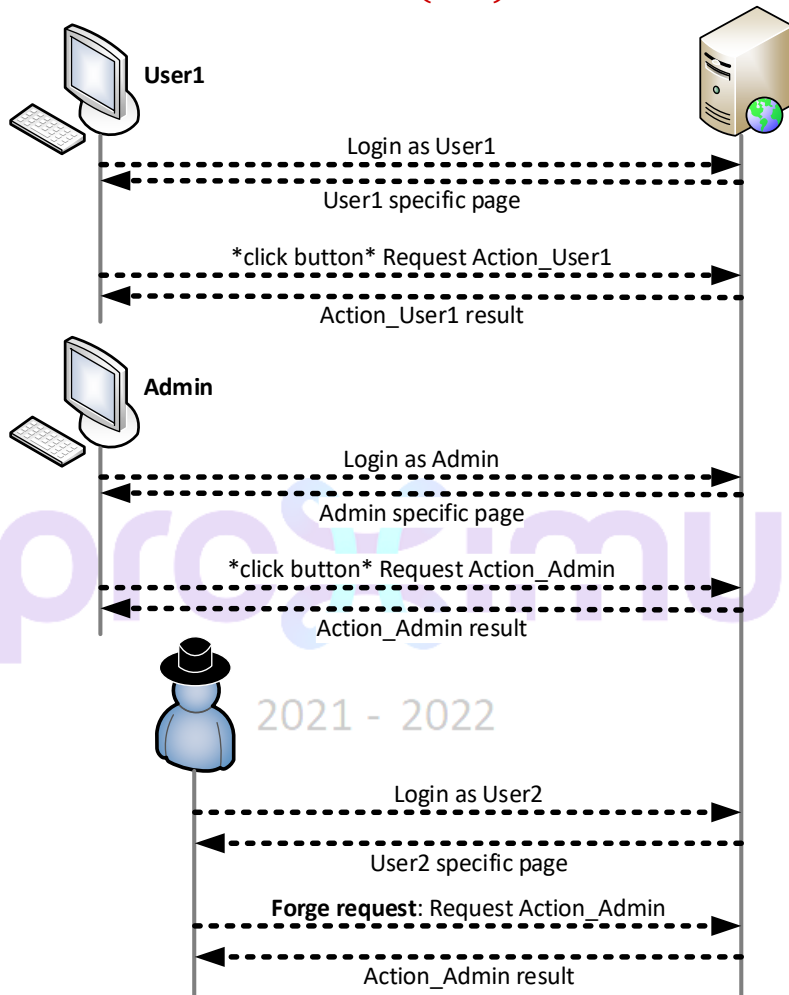 User1
Login as User1
User1 specific page
*click button* Request Action_User1
Action_User1 result
Admin
Login as Admin
Admin specific page
*click button* Request Action_Admin
Action_Admin result
proximu
2021 - 2022
Login as User2
User2 specific page
Forge request: Request Action_Admin
Action_Admin result